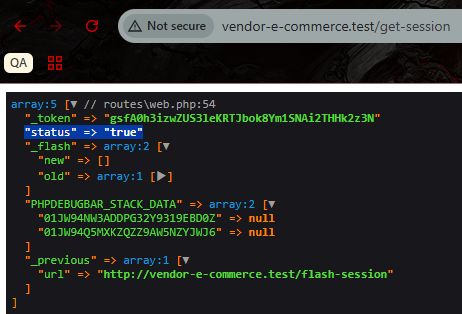 Not secure vendor-e-commerce.test/get-session
QA
array:5 [▼ // routes\web.php:54
"_token" => "gsfA0h3izwZUS3leKRTJbok8Ym1SNAi2THHk2z3N"
"status" => "true"
"_flash" => array:2 [▼
"new" => []
"old" => array:1 [▶]
]
"PHPDEBUGBAR_STACK_DATA" => array:2 [▼
"01JW94NW3ADDPG32Y9319EBD0Z" => null
"01JW94Q5MXKZQZZ9AW5NZYJWJ6" => null
]
"_previous" => array:1 [▼
"url" => "http://vendor-e-commerce.test/flash-session"
]
]